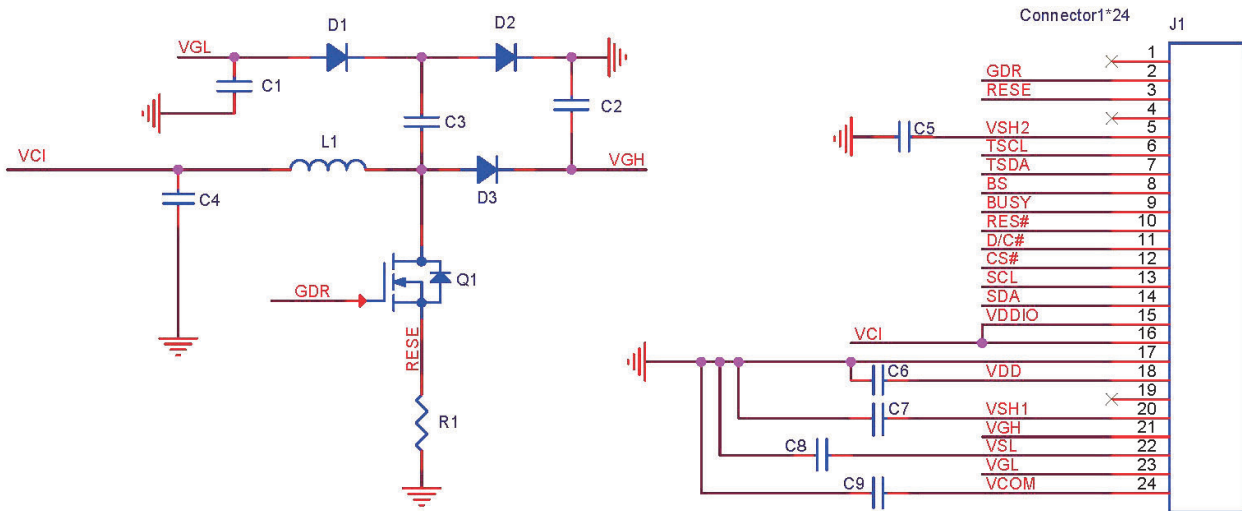 D1
D2
VGL
C1
C2
C3
VCI
L1
VGH
D3
C4
Q1
GDR
RESE
R1
Connector1*24
J1
1
GDR 2
RESE 3
4
C5 VSH2 5
TSCL 6
TSDA 7
BS 8
BUSY 9
RES# 10
D/C# 11
CS# 12
SCL 13
SDA 14
VDDIO 15
VCI 16
17
C6 VDD 18
19
C7 VSH1 20
VGH 21
C8 VSL 22
VGL 23
C9 VCOM 24